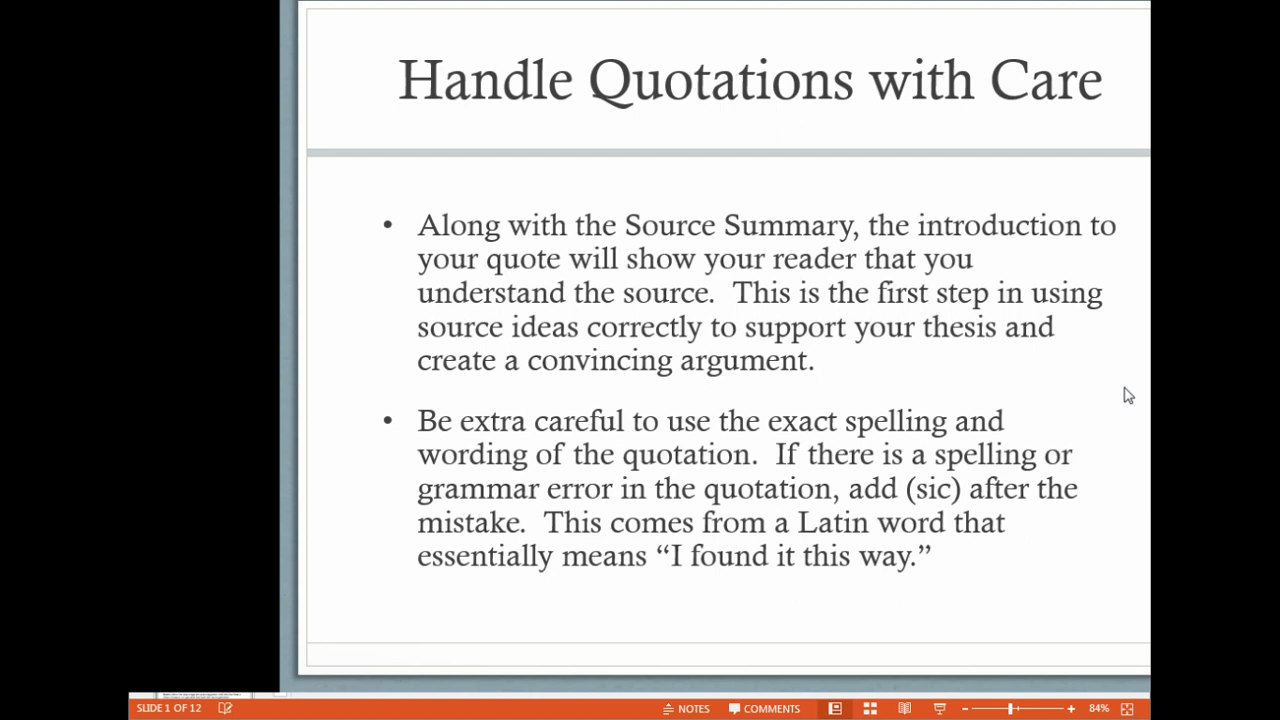 Handle Quotations with Care
• Along with the Source Summary, the introduction to
your quote will show your reader that you
understand the source.  This is the first step in using
source ideas correctly to support your thesis and
create a convincing argument.
• Be extra careful to use the exact spelling and
wording of the quotation.  If there is a spelling or
grammar error in the quotation, add (sic) after the
mistake.  This comes from a Latin word that
essentially means “I found it this way.”
SLIDE 1 OF 12 NOTES COMMENTS 84%